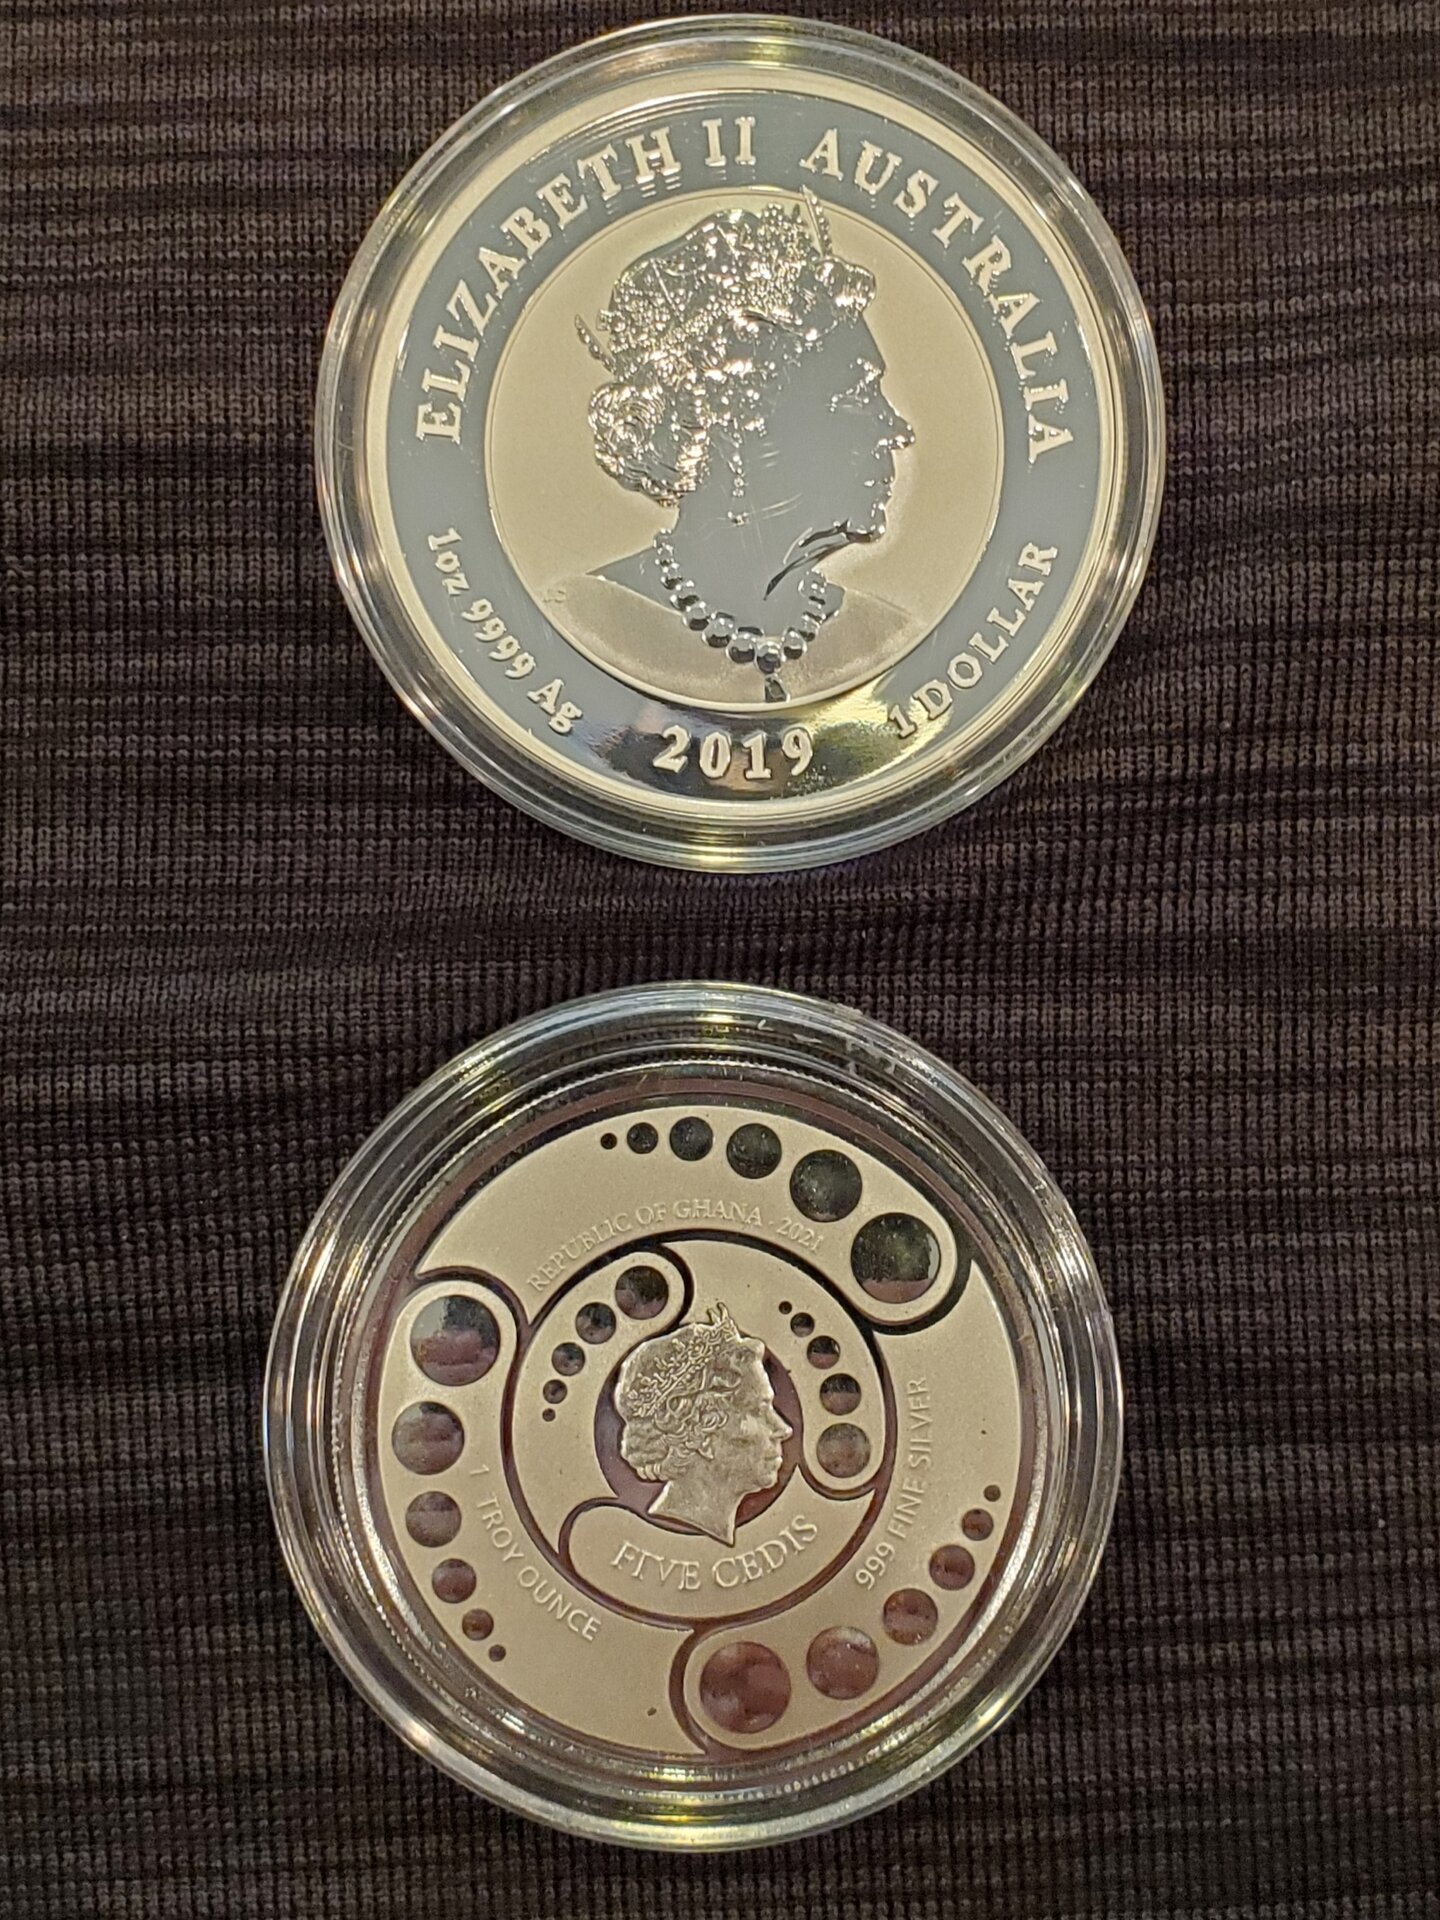 ELIZABETH II AUSTRALIA
1oz 9999 Ag
2019
1 DOLLAR
REPUBLIC OF GHANA · 2021
1 TROY OUNCE
999 FINE SILVER
FIVE CEDIS